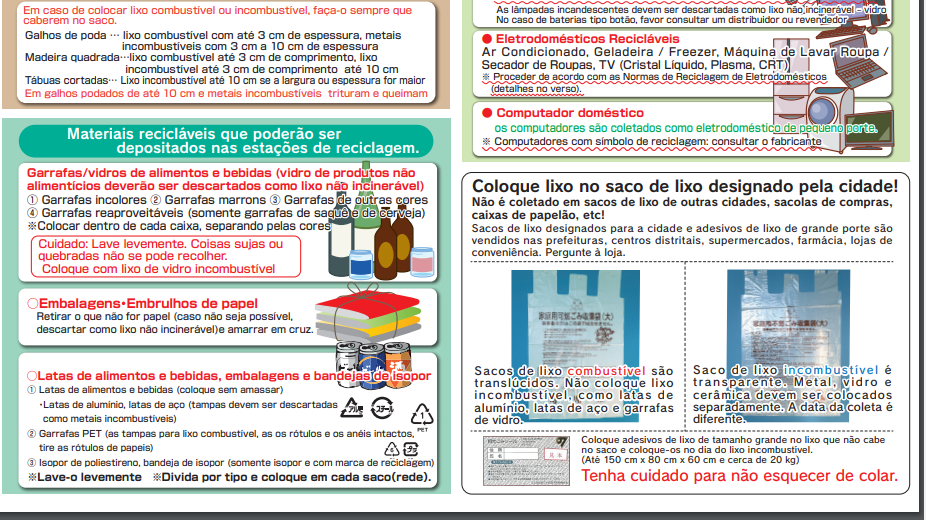 Em caso de colocar lixo combustível ou incombustível, faça-o sempre que
caberem no saco.
Galhos de poda ··· lixo combustível com até 3 cm de espessura, metais
incombustíveis com 3 cm a 10 cm de espessura
Madeira quadrada···lixo combustível até 3 cm de comprimento, lixo
incombustível até 3 cm de comprimento até 10 cm
Tábuas cortadas··· Lixo incombustível até 10 cm se a largura ou espessura for maior
Em galhos podados de até 10 cm e metais incombustíveis trituram e queimam
Materiais recicláveis que poderão ser
depositados nas estações de reciclagem.
Garrafas/vidros de alimentos e bebidas (vidro de produtos não
alimentícios deverão ser descartados como lixo não incinerável)
① Garrafas incolores ② Garrafas marrons ③ Garrafas de outras cores
④ Garrafas reaproveitáveis (somente garrafas de saquê e de cerveja)
※Colocar dentro de cada caixa, separando pelas cores
Cuidado: Lave levemente. Coisas sujas ou
quebradas não se pode recolher.
Coloque com lixo de vidro incombustível
○Embalagens・Embrulhos de papel
Retirar o que não for papel (caso não seja possível,
descartar como lixo não incinerável)e amarrar em cruz.
○Latas de alimentos e bebidas, embalagens e bandejas de isopor
① Latas de alimentos e bebidas (coloque sem amassar)
・Latas de alumínio, latas de aço (tampas devem ser descartadas
como metais incombustíveis)
アルミ
スチール
PET
② Garrafas PET (as tampas para lixo combustível, as os rótulos e os anéis intactos,
tire as rótulos de papeis)
③ Isopor de poliestireno, bandeja de isopor (somente isopor e com marca de reciclagem)
※Lave-o levemente ※Divida por tipo e coloque em cada saco(rede).
As lâmpadas incandescentes devem ser descartadas como lixo não incinerável - vidro
No caso de baterias tipo botão, favor consultar um distribuidor ou revendedor
● Eletrodomésticos Recicláveis
Ar Condicionado, Geladeira / Freezer, Máquina de Lavar Roupa /
Secador de Roupas, TV (Cristal Líquido, Plasma, CRT)
※ Proceder de acordo com as Normas de Reciclagem de Eletrodomésticos
(detalhes no verso).
● Computador doméstico
os computadores são coletados como eletrodoméstico de pequeno porte.
※ Computadores com símbolo de reciclagem: consultar o fabricante
Coloque lixo no saco de lixo designado pela cidade!
Não é coletado em sacos de lixo de outras cidades, sacolas de compras,
caixas de papelão, etc!
Sacos de lixo designados para a cidade e adesivos de lixo de grande porte são
vendidos nas prefeituras, centros distritais, supermercados, farmácia, lojas de
conveniência. Pergunte à loja.
家庭用可燃ごみ収集袋(大)
Sacos de lixo combustível são
translúcidos. Não coloque lixo
incombustível, como latas de
alumínio, latas de aço e garrafas
de vidro.
家庭用不燃ごみ収集袋(大)
Saco de lixo incombustível é
transparente. Metal, vidro e
cerâmica devem ser colocados
separadamente. A data da coleta é
diferente.
見本
Coloque adesivos de lixo de tamanho grande no lixo que não cabe
no saco e coloque-os no dia do lixo incombustível.
(Até 150 cm x 80 cm x 60 cm e cerca de 20 kg)
Tenha cuidado para não esquecer de colar.